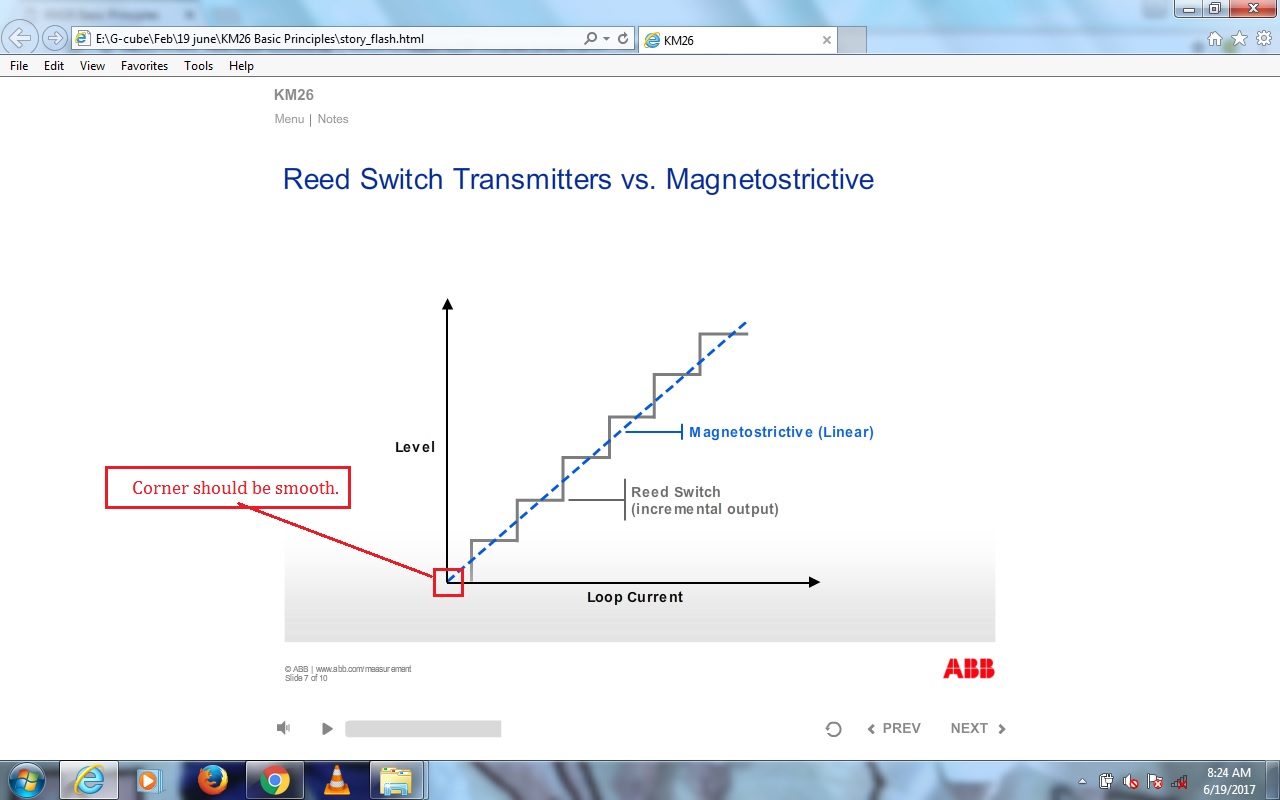 E:\G-cube\Feb\19 june\KM26 Basic Principles\story_flash.html
KM26
File Edit View Favorites Tools Help
KM26
Menu | Notes
Reed Switch Transmitters vs. Magnetostrictive
Level
Magnetostrictive (Linear)
Corner should be smooth.
Reed Switch
(incremental output)
Loop Current
© ABB | www.abb.com/measurement
Slide 7 of 10
ABB
PREV NEXT
8:24 AM
6/19/2017